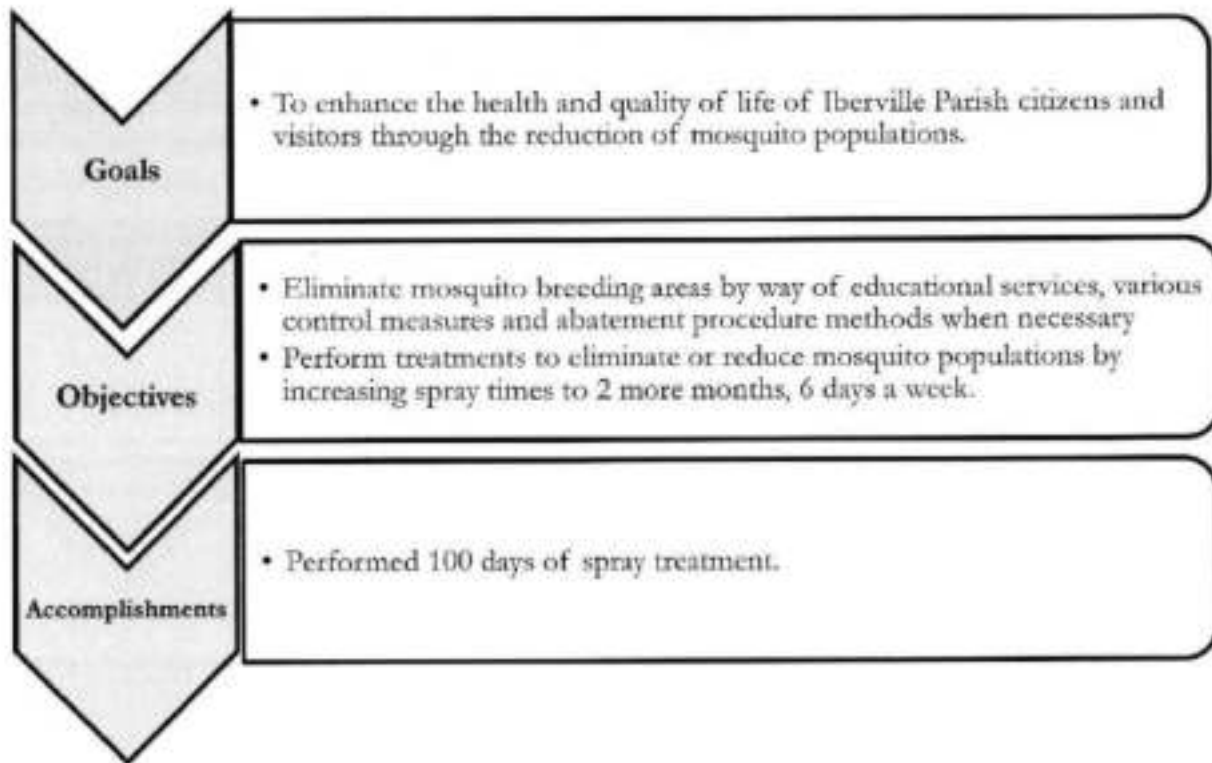 Goals
• To enhance the health and quality of life of Iberville Parish citizens and
visitors through the reduction of mosquito populations.
Objectives
• Eliminate mosquito breeding areas by way of educational services, various
control measures and abatement procedure methods when necessary
• Perform treatments to eliminate or reduce mosquito populations by
increasing spray times to 2 more months, 6 days a week.
Accomplishments
• Performed 100 days of spray treatment.